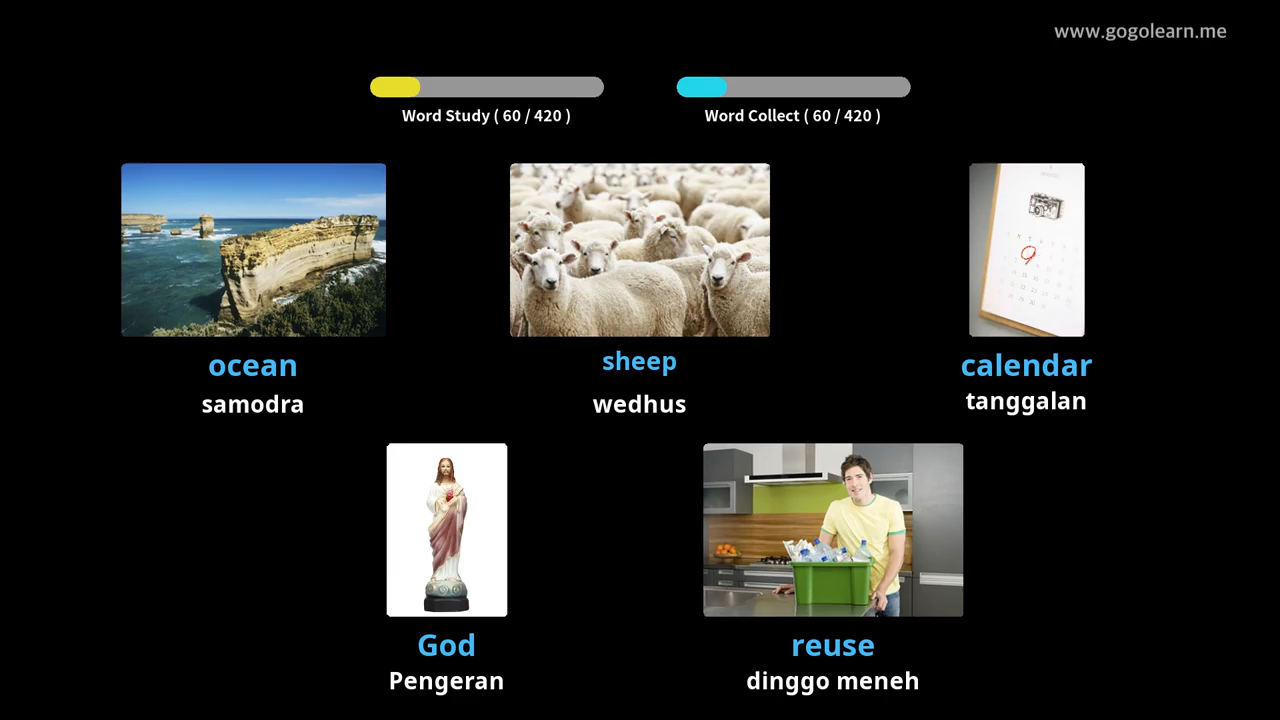 www.gogolearn.me
Word Study ( 60 / 420 )
Word Collect ( 60 / 420 )
ocean
samodra
sheep
wedhus
calendar
tanggalan
God
Pengeran
reuse
dinggo meneh